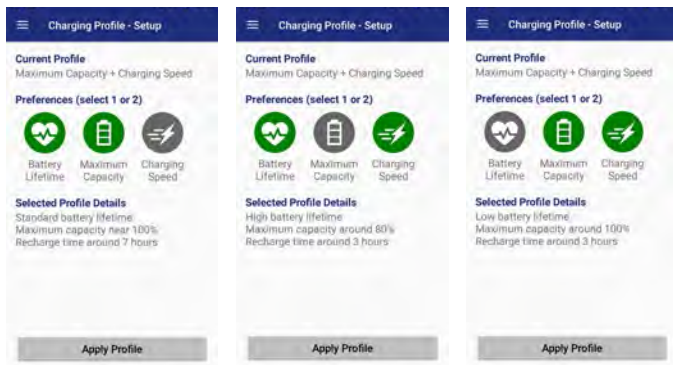 Charging Profile - Setup
Current Profile
Maximum Capacity + Charging Speed
Preferences (select 1 or 2)
Battery Lifetime
Maximum Capacity
Charging Speed
Selected Profile Details
Standard battery lifetime
Maximum capacity near 100%
Recharge time around 7 hours
Apply Profile
Charging Profile - Setup
Current Profile
Maximum Capacity + Charging Speed
Preferences (select 1 or 2)
Battery Lifetime
Maximum Capacity
Charging Speed
Selected Profile Details
High battery lifetime
Maximum capacity around 80%
Recharge time around 3 hours
Apply Profile
Charging Profile - Setup
Current Profile
Maximum Capacity + Charging Speed
Preferences (select 1 or 2)
Battery Lifetime
Maximum Capacity
Charging Speed
Selected Profile Details
Low battery lifetime
Maximum capacity around 100%
Recharge time around 3 hours
Apply Profile